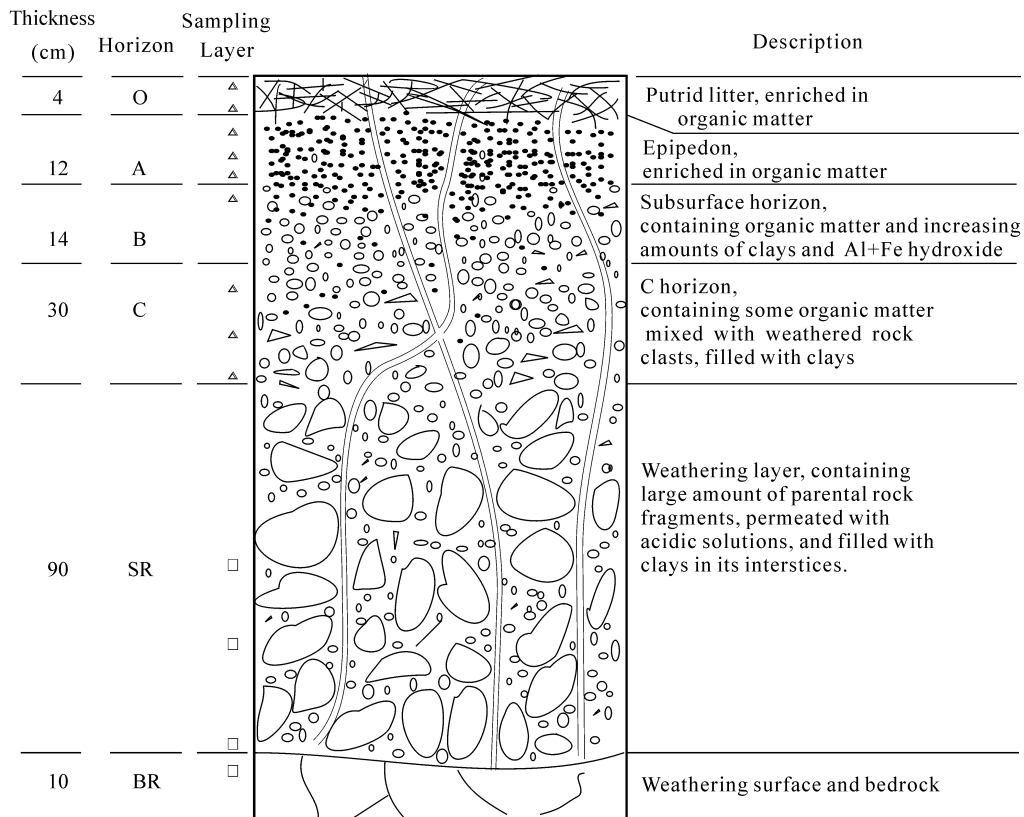 Thickness
(cm)
Horizon
Sampling
Layer
Description
4
O
Putrid litter, enriched in
organic matter
12
A
Epipedon,
enriched in organic matter
14
B
Subsurface horizon,
containing organic matter and increasing
amounts of clays and Al+Fe hydroxide
30
C
C horizon,
containing some organic matter
mixed with weathered rock
clasts, filled with clays
90
SR
Weathering layer, containing
large amount of parental rock
fragments, permeated with
acidic solutions, and filled with
clays in its interstices.
10
BR
Weathering surface and bedrock